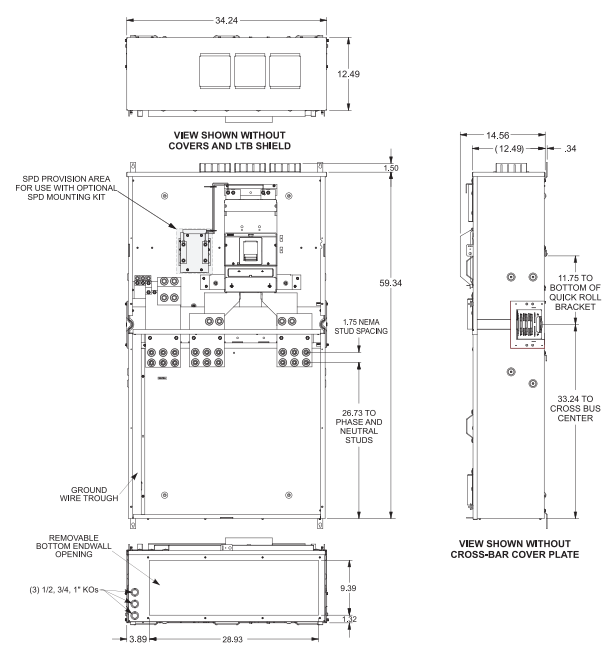 34.24
12.49
VIEW SHOWN WITHOUT
COVERS AND LTB SHIELD
14.56
(12.49)
.34
1.50
SPD PROVISION AREA
FOR USE WITH OPTIONAL
SPD MOUNTING KIT
59.34
11.75 TO
BOTTOM OF
QUICK ROLL
BRACKET
1.75 NEMA
STUD SPACING
26.73 TO
PHASE AND
NEUTRAL
STUDS
33.24 TO
CROSS BUS
CENTER
GROUND
WIRE TROUGH
VIEW SHOWN WITHOUT
CROSS-BAR COVER PLATE
REMOVABLE
BOTTOM ENDWALL
OPENING
(3) 1/2, 3/4, 1" KOs
9.39
1.32
3.89
28.93